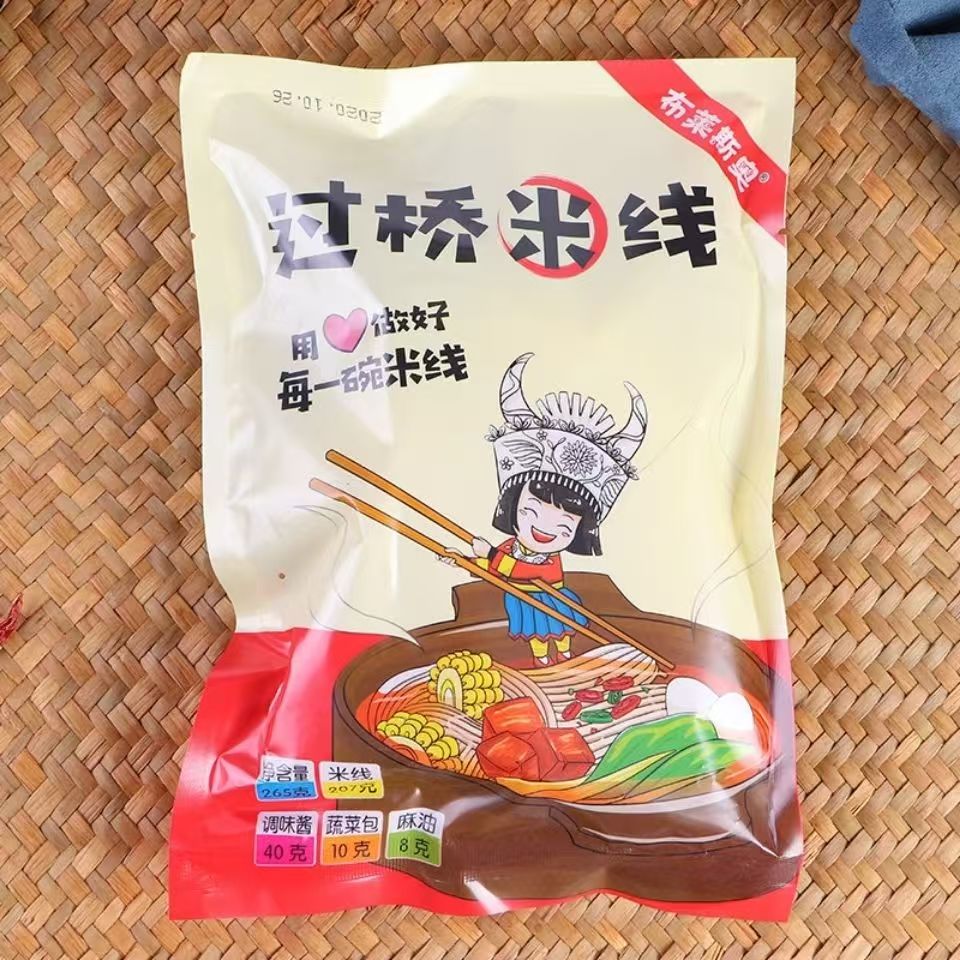 2020.10.26
布莱斯奥®
过桥米线
用做好
每一碗米线
净含量 米线
265克 207克
调味酱 蔬菜包 麻油
40克 10克 8克